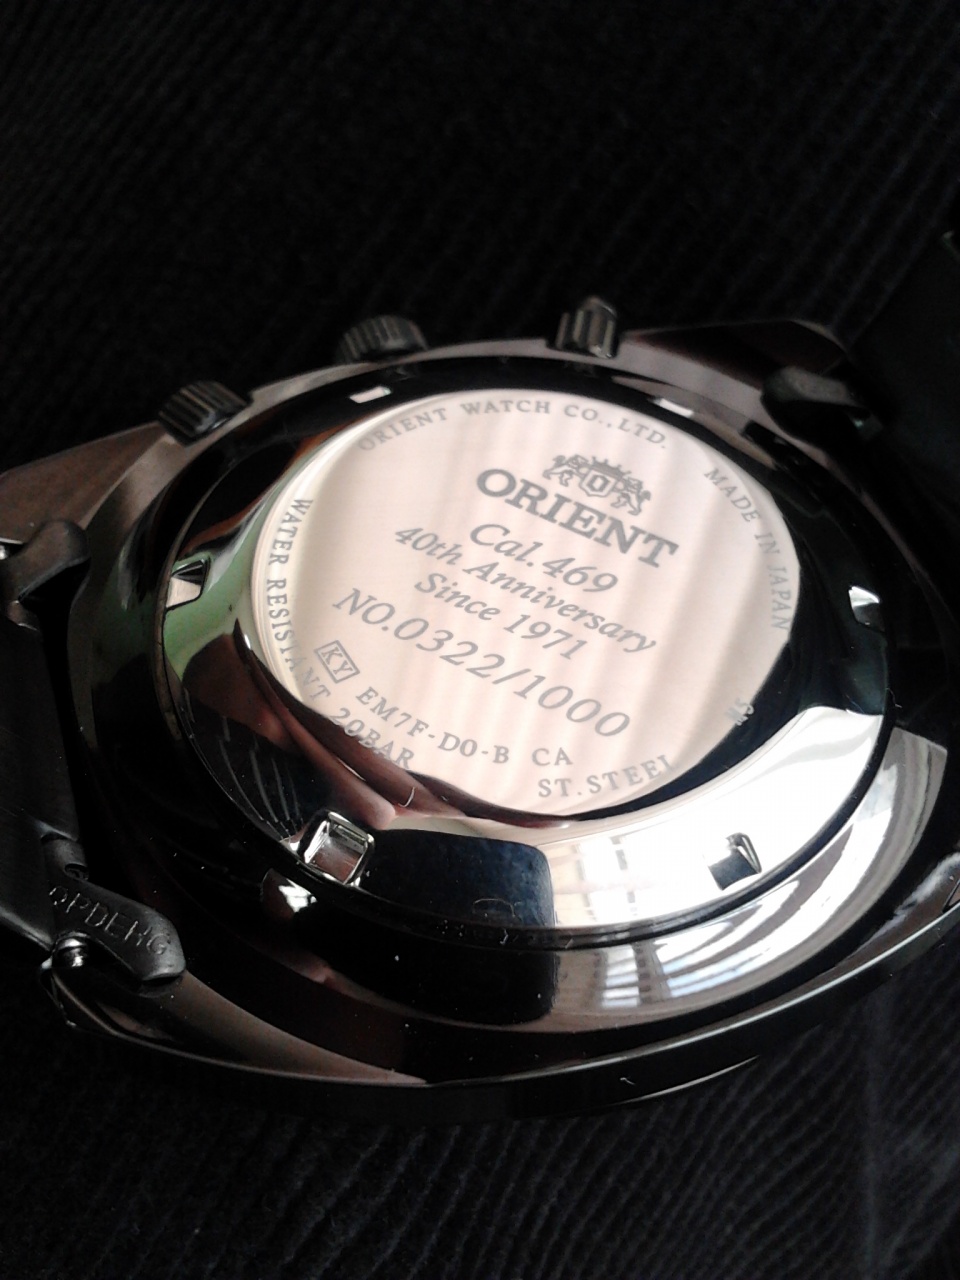 ORIENT WATCH CO.,LTD.
MADE IN JAPAN
ORIENT
Cal.469
40th Anniversary
Since 1971
NO.0322/1000
KY EM7F-D0-B CA
WATER RESISTANT 20BAR
ST.STEEL